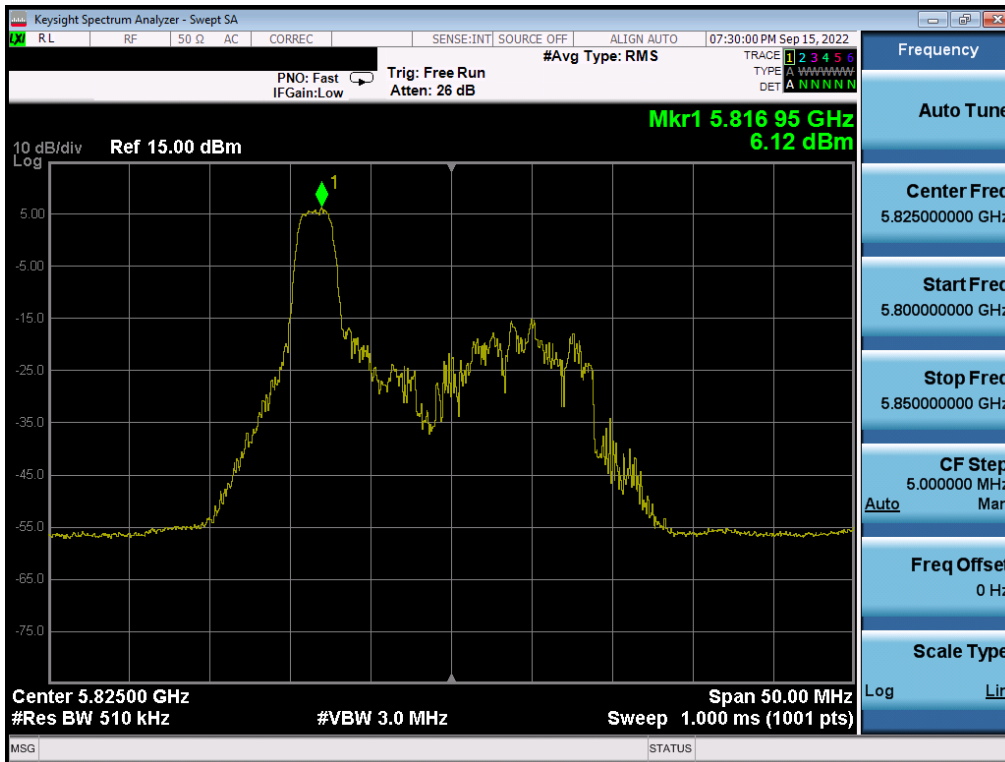 Keysight Spectrum Analyzer - Swept SA
LXI RL RF 50 Ω AC CORREC SENSE:INT SOURCE OFF ALIGN AUTO 07:30:00 PM Sep 15, 2022
#Avg Type: RMS TRACE 1 2 3 4 5 6
PNO: Fast Trig: Free Run TYPE A WWWWW
IFGain:Low Atten: 26 dB DET A N N N N N
Mkr1 5.816 95 GHz
6.12 dBm
10 dB/div Ref 15.00 dBm
Log
1
5.00
-5.00
-15.0
-25.0
-35.0
-45.0
-55.0
-65.0
-75.0
Center 5.82500 GHz Span 50.00 MHz
#Res BW 510 kHz #VBW 3.0 MHz Sweep 1.000 ms (1001 pts)
MSG STATUS
Frequency
Auto Tune
Center Freq
5.825000000 GHz
Start Freq
5.800000000 GHz
Stop Freq
5.850000000 GHz
CF Step
5.000000 MHz
Auto Man
Freq Offset
0 Hz
Scale Type
Log Lin